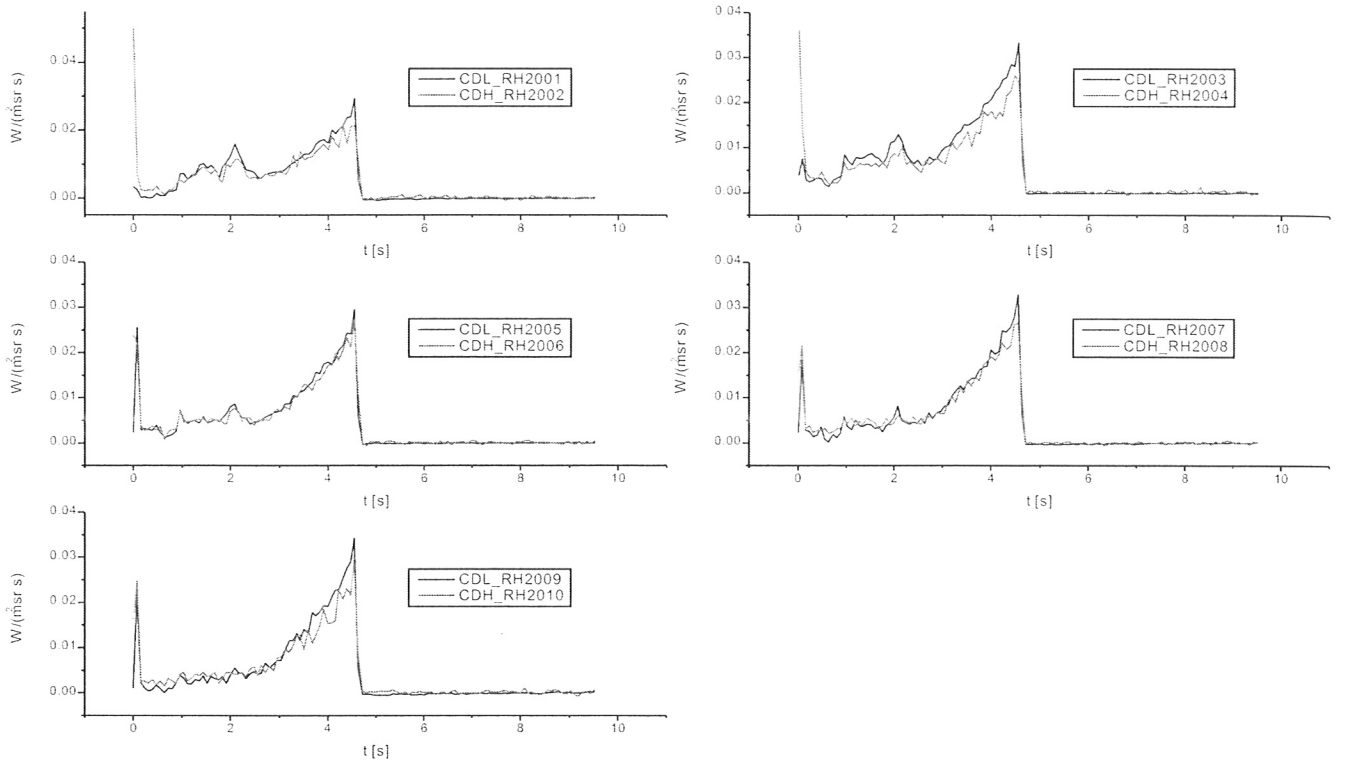 W/(m²sr s)
0.04
0.02
0.00
CDL_RH2001
CDH_RH2002
0 2 4 6 8 10
t [s]
W/(m²sr s)
0.04
0.03
0.02
0.01
0.00
CDL_RH2003
CDH_RH2004
0 2 4 6 8 10
t [s]
W/(m²sr s)
0.04
0.03
0.02
0.01
0.00
CDL_RH2005
CDH_RH2006
0 2 4 6 8 10
t [s]
W/(m²sr s)
0.04
0.03
0.02
0.01
0.00
CDL_RH2007
CDH_RH2008
0 2 4 6 8 10
t [s]
W/(m²sr s)
0.04
0.03
0.02
0.01
0.00
CDL_RH2009
CDH_RH2010
0 2 4 6 8 10
t [s]